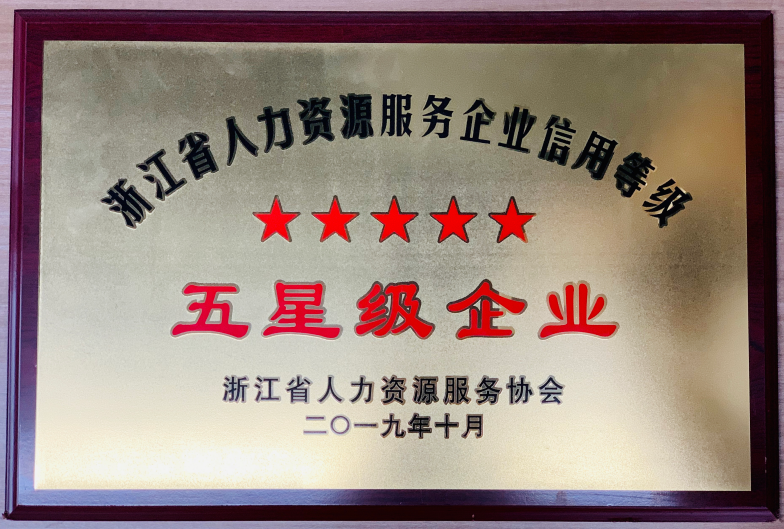 浙江省人力资源服务企业信用等级
★★★★★
五星级企业
浙江省人力资源服务协会
二〇一九年十月